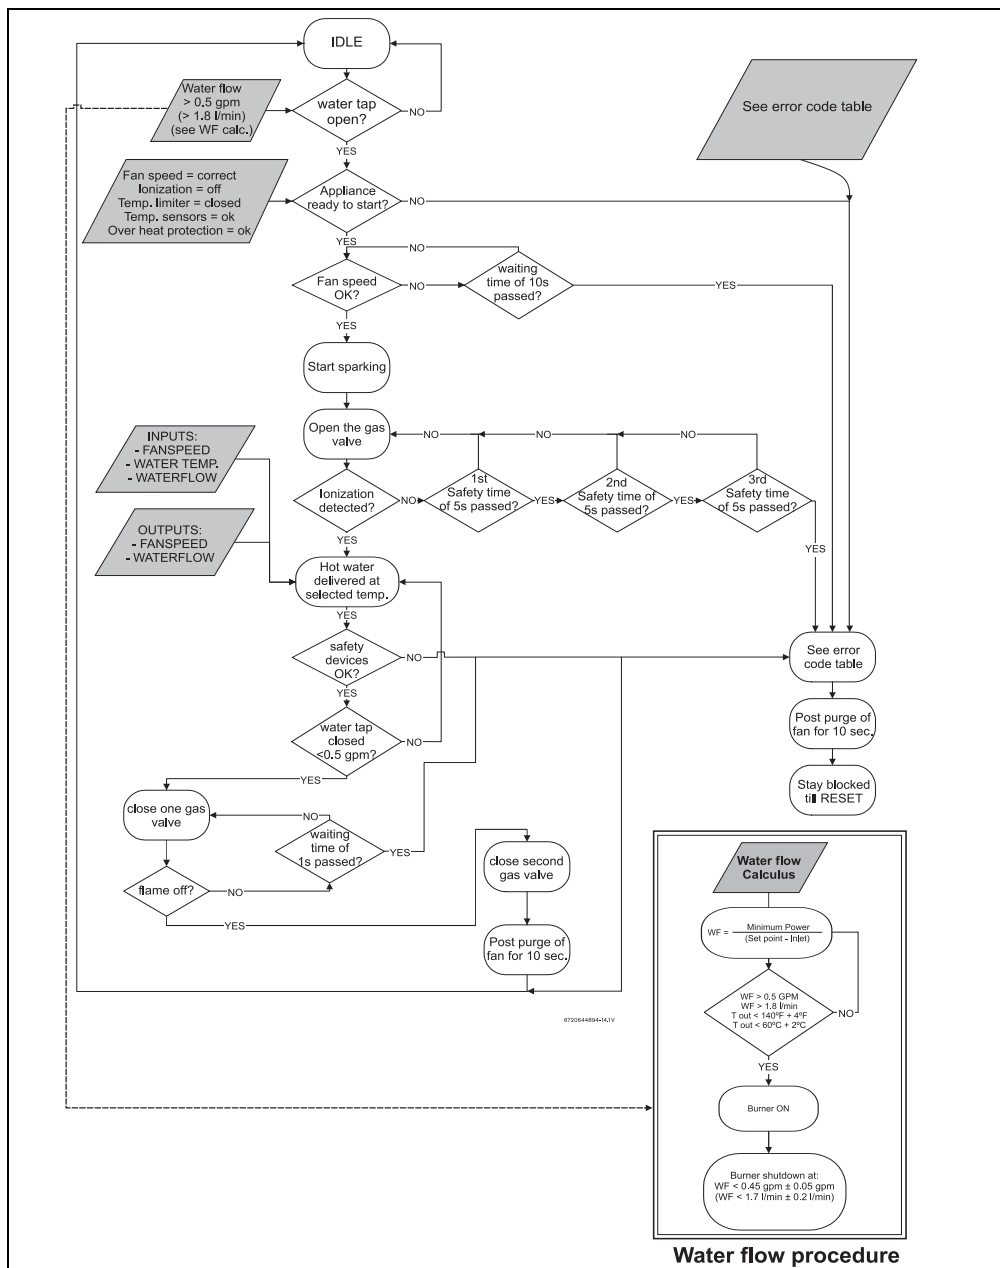 IDLE
Water flow
> 0.5 gpm
(> 1.8 l/min)
(see WF calc.)
water tap
open?
NO
YES
See error code table
Fan speed = correct
Ionization = off
Temp. limiter = closed
Temp. sensors = ok
Over heat protection = ok
Appliance
ready to start?
NO
YES
NO
Fan speed
OK?
NO
waiting
time of 10s
passed?
YES
YES
Start sparking
Open the gas
valve
NO
NO
NO
INPUTS:
- FANSPEED
- WATER TEMP.
- WATERFLOW
Ionization
detected?
NO
1st
Safety time
of 5s passed?
YES
2nd
Safety time of
5s passed?
YES
3rd
Safety time
of 5s passed?
YES
YES
OUTPUTS:
- FANSPEED
- WATERFLOW
Hot water
delivered at
selected temp.
YES
safety
devices
OK?
NO
YES
See error
code table
water tap
closed
<0.5 gpm?
NO
YES
Post purge of
fan for 10 sec.
Stay blocked
till RESET
close one gas
valve
NO
waiting
time of
1s passed?
YES
flame off?
NO
YES
close second
gas valve
Post purge of
fan for 10 sec.
6720644894-14.1V
Water flow
Calculus
WF = Minimum Power
(Set point - Inlet)
WF > 0.5 GPM
WF > 1.8 l/min
T out < 140ºF + 4ºF
T out < 60ºC + 2ºC
NO
YES
Burner ON
Burner shutdown at:
WF < 0.45 gpm ± 0.05 gpm
(WF < 1.7 l/min ± 0.2 l/min)
Water flow procedure